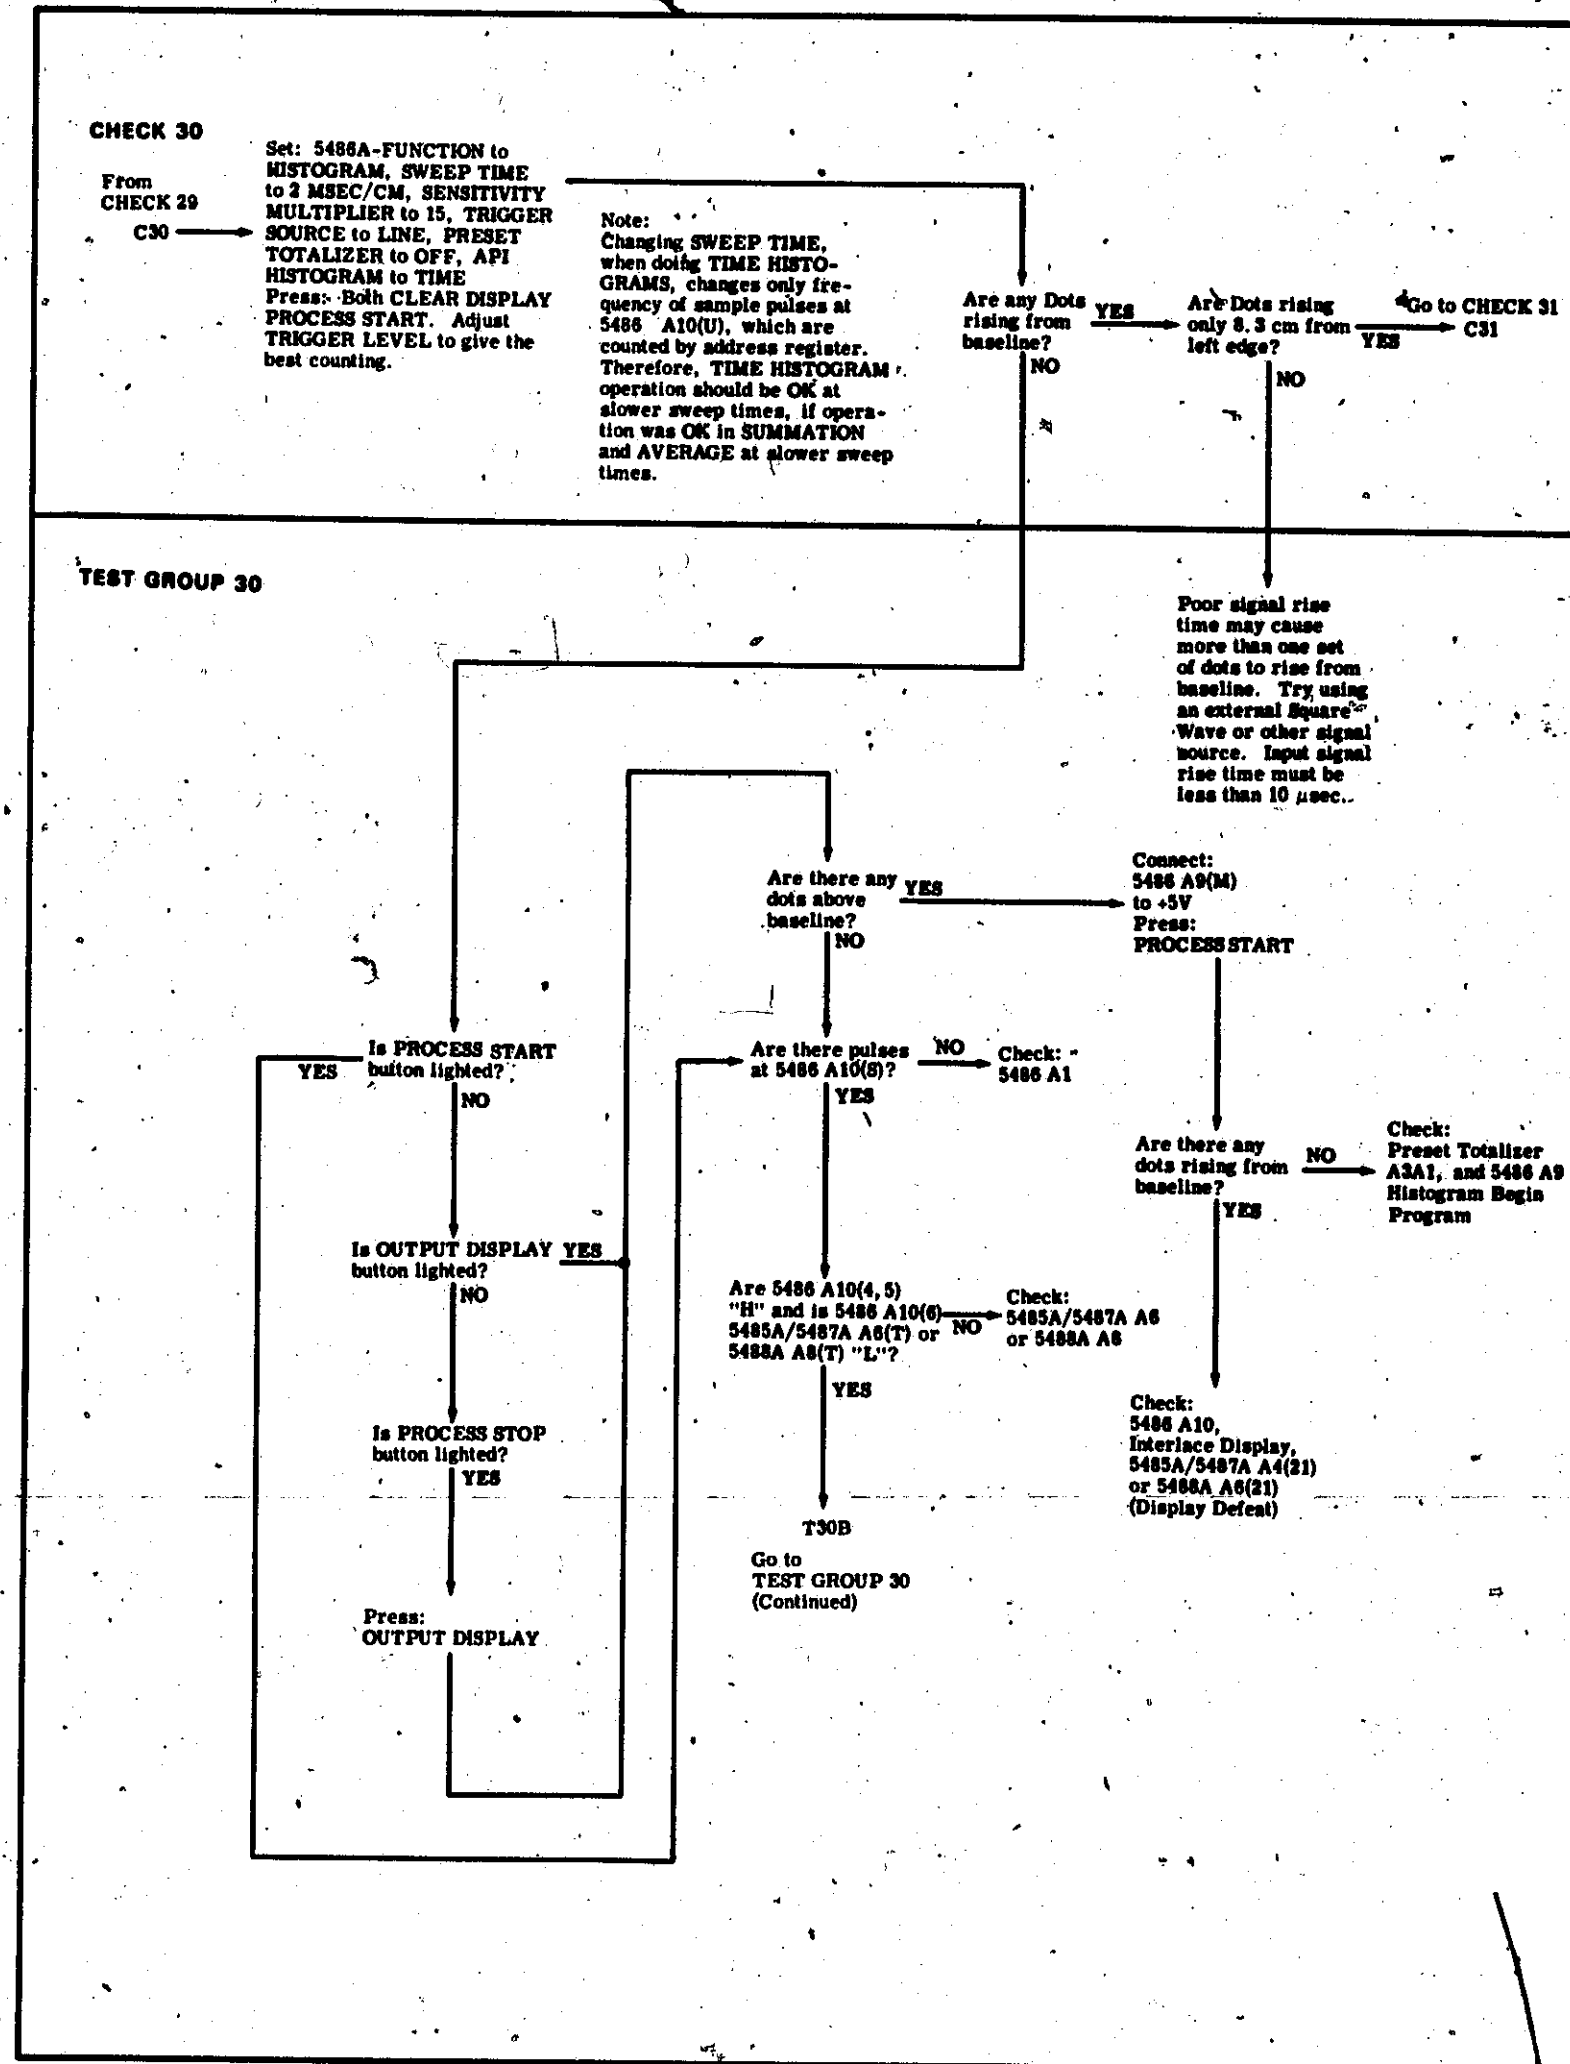 CHECK 30
From
CHECK 29
C30
Set: 5486A-FUNCTION to
HISTOGRAM, SWEEP TIME
to 2 MSEC/CM, SENSITIVITY
MULTIPLIER to 15, TRIGGER
SOURCE to LINE, PRESET
TOTALIZER to OFF, API
HISTOGRAM to TIME
Press: Both CLEAR DISPLAY
PROCESS START. Adjust
TRIGGER LEVEL to give the
best counting.
Note:
Changing SWEEP TIME,
when doing TIME HISTO-
GRAMS, changes only fre-
quency of sample pulses at
5486 A10(U), which are
counted by address register.
Therefore, TIME HISTOGRAM
operation should be OK at
slower sweep times, if opera-
tion was OK in SUMMATION
and AVERAGE at slower sweep
times.
Are any Dots
rising from
baseline?
YES
NO
Are Dots rising
only 8.3 cm from
left edge?
YES
NO
Go to CHECK 31
C31
TEST GROUP 30
Poor signal rise
time may cause
more than one set
of dots to rise from
baseline. Try using
an external Square
Wave or other signal
source. Input signal
rise time must be
less than 10 μsec.
Are there any
dots above
baseline?
YES
NO
Connect:
5486 A9(M)
to +5V
Press:
PROCESS START
Is PROCESS START
button lighted?
YES
NO
Are there pulses
at 5486 A10(S)?
NO
YES
Check:
5486 A1
Are there any
dots rising from
baseline?
NO
YES
Check:
Preset Totalizer
A3A1, and 5486 A9
Histogram Begin
Program
Is OUTPUT DISPLAY
button lighted?
YES
NO
Are 5486 A10(4, 5)
"H" and is 5486 A10(6)
5485A/5487A A6(T) or
5488A A8(T) "L"?
NO
YES
Check:
5485A/5487A A6
or 5488A A8
Is PROCESS STOP
button lighted?
YES
Check:
5486 A10,
Interlace Display,
5485A/5487A A4(21)
or 5488A A6(21)
(Display Defeat)
T30B
Go to
TEST GROUP 30
(Continued)
Press:
OUTPUT DISPLAY